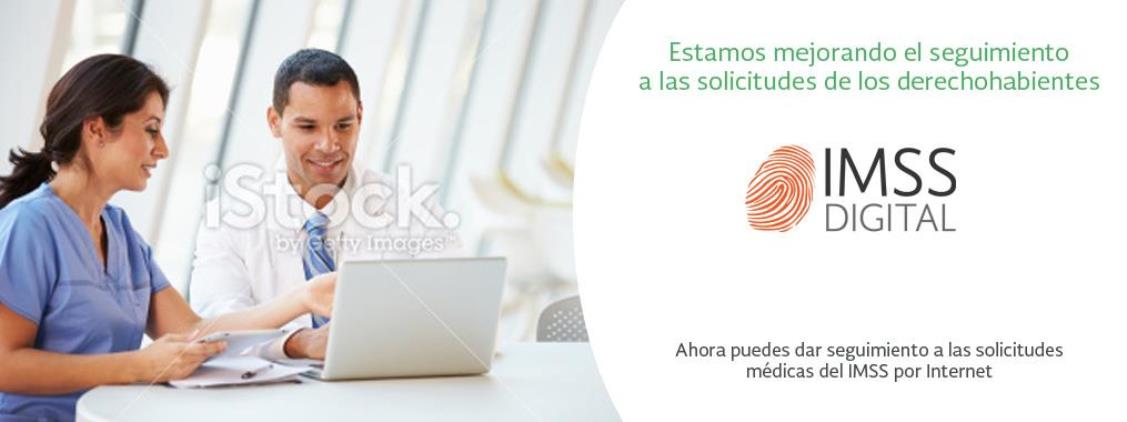 Estamos mejorando el seguimiento
a las solicitudes de los derechohabientes
iStock.
by Getty Images™
IMSS
DIGITAL
Ahora puedes dar seguimiento a las solicitudes
médicas del IMSS por Internet